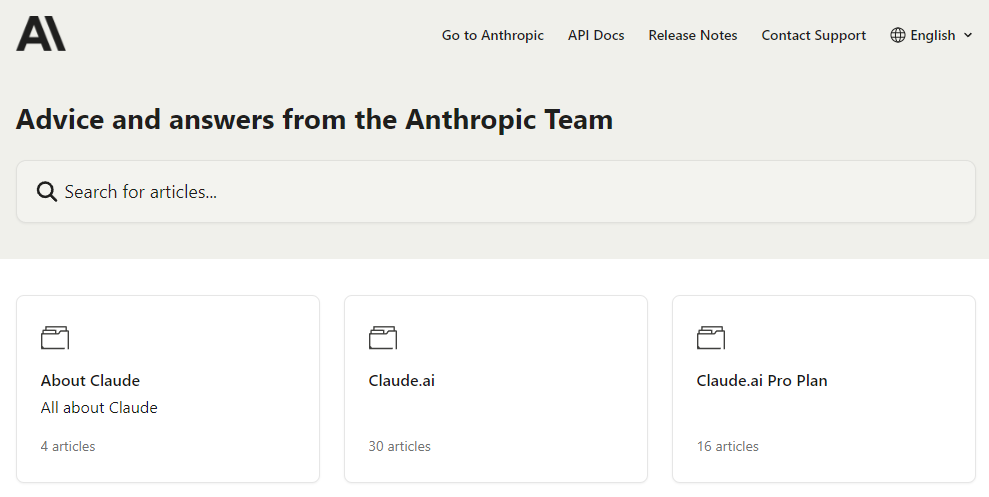 AI
Go to Anthropic
API Docs
Release Notes
Contact Support
English
Advice and answers from the Anthropic Team
Search for articles...
About Claude
All about Claude
4 articles
Claude.ai
30 articles
Claude.ai Pro Plan
16 articles